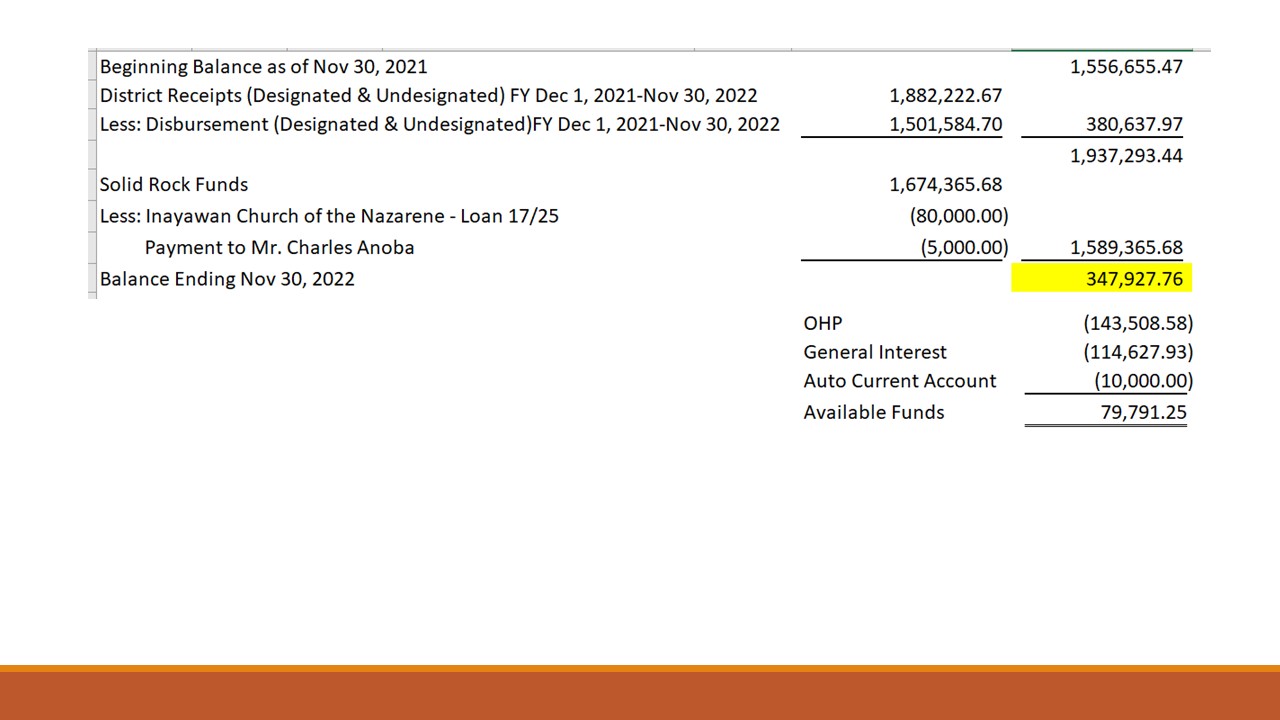 Beginning Balance as of Nov 30, 2021 1,556,655.47
District Receipts (Designated & Undesignated) FY Dec 1, 2021-Nov 30, 2022 1,882,222.67
Less: Disbursement (Designated & Undesignated)FY Dec 1, 2021-Nov 30, 2022 1,501,584.70 380,637.97
1,937,293.44
Solid Rock Funds 1,674,365.68
Less: Inayawan Church of the Nazarene - Loan 17/25 (80,000.00)
Payment to Mr. Charles Anoba (5,000.00) 1,589,365.68
Balance Ending Nov 30, 2022 347,927.76
OHP (143,508.58)
General Interest (114,627.93)
Auto Current Account (10,000.00)
Available Funds 79,791.25